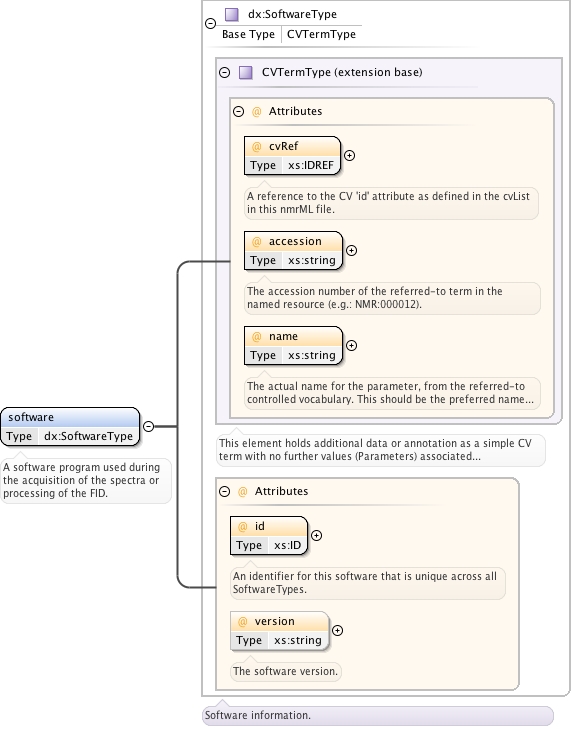 dx:SoftwareType
Base Type CVTermType
CVTermType (extension base)
@ Attributes
@ cvRef
Type xs:IDREF
A reference to the CV 'id' attribute as defined in the cvList
in this nmrML file.
@ accession
Type xs:string
The accession number of the referred-to term in the
named resource (e.g.: NMR:000012).
@ name
Type xs:string
The actual name for the parameter, from the referred-to
controlled vocabulary. This should be the preferred name...
software
Type dx:SoftwareType
A software program used during
the acquisition of the spectra or
processing of the FID.
This element holds additional data or annotation as a simple CV
term with no further values (Parameters) associated...
@ Attributes
@ id
Type xs:ID
An identifier for this software that is unique across all
SoftwareTypes.
@ version
Type xs:string
The software version.
Software information.